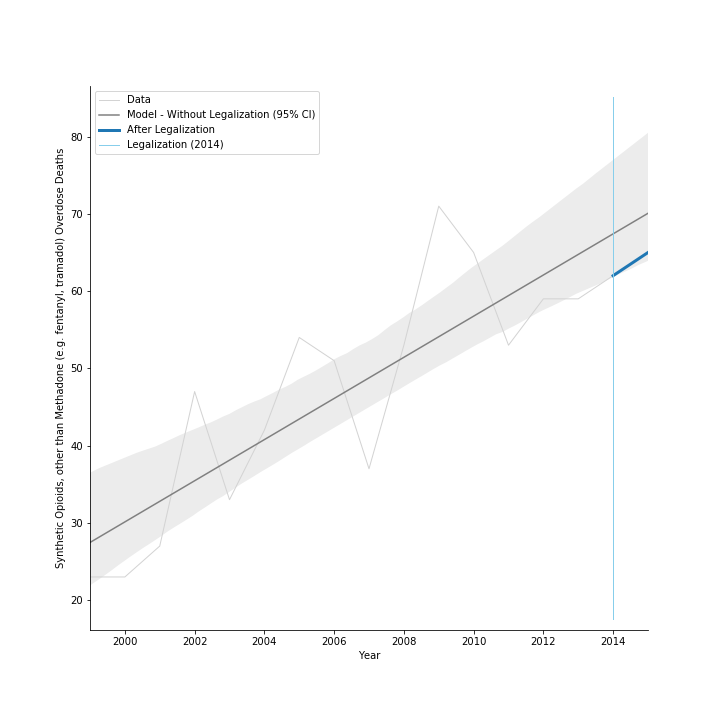 Data
Model - Without Legalization (95% CI)
After Legalization
Legalization (2014)
Synthetic Opioids, other than Methadone (e.g. fentanyl, tramadol) Overdose Deaths
80
70
60
50
40
30
20
2000 2002 2004 2006 2008 2010 2012 2014
Year